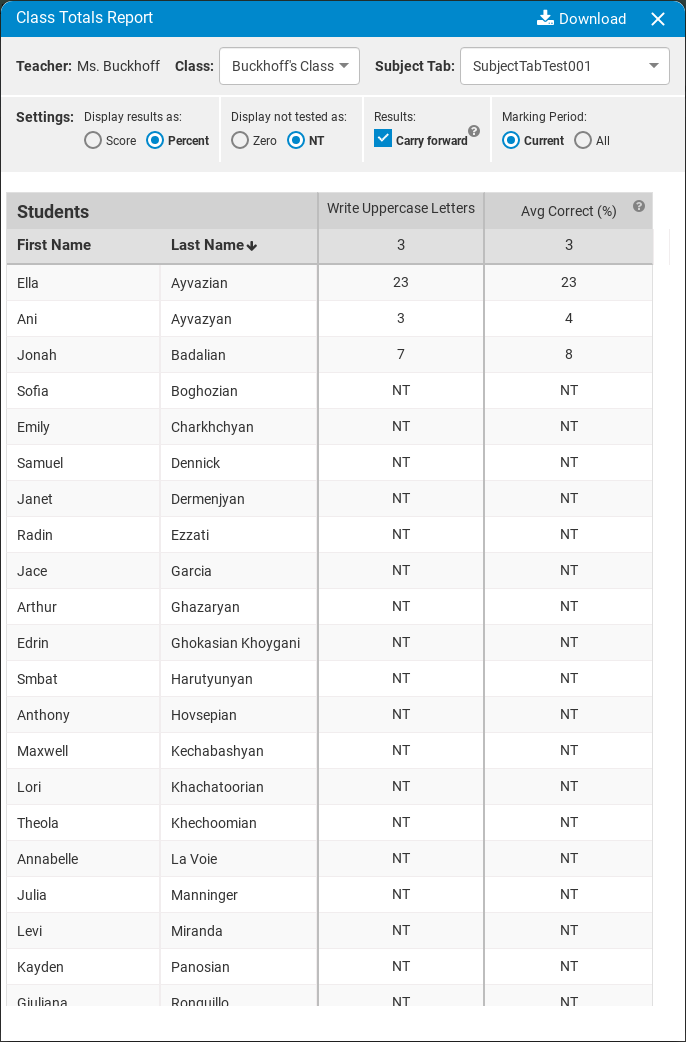 Class Totals Report Download
Teacher: Ms. Buckhoff Class: Buckhoff's Class Subject Tab: SubjectTabTest001
Settings: Display results as: Display not tested as: Results: Marking Period:
Score Percent Zero NT Carry forward ? Current All
Students Write Uppercase Letters Avg Correct (%) ?
First Name Last Name 3 3
Ella Ayvazian 23 23
Ani Ayvazyan 3 4
Jonah Badalian 7 8
Sofia Boghozian NT NT
Emily Charkhchyan NT NT
Samuel Dennick NT NT
Janet Dermenjyan NT NT
Radin Ezzati NT NT
Jace Garcia NT NT
Arthur Ghazaryan NT NT
Edrin Ghokasian Khoygani NT NT
Smbat Harutyunyan NT NT
Anthony Hovsepian NT NT
Maxwell Kechabashyan NT NT
Lori Khachatoorian NT NT
Theola Khechoomian NT NT
Annabelle La Voie NT NT
Julia Manninger NT NT
Levi Miranda NT NT
Kayden Panosian NT NT
Giuliana Ronquillo NT NT